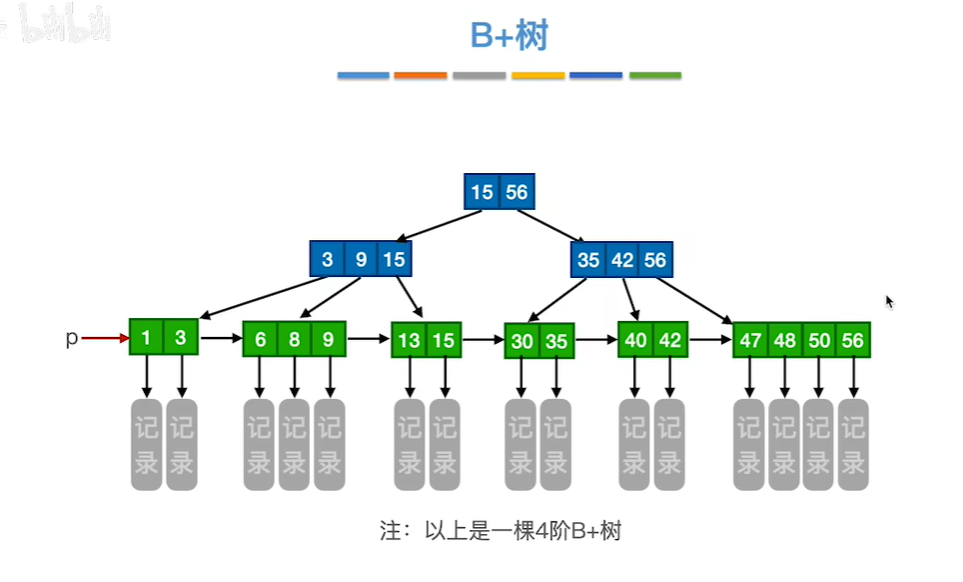 bilibili
B+树
15 56
3 9 15 35 42 56
p 1 3 6 8 9 13 15 30 35 40 42 47 48 50 56
记录 记录 记录 记录 记录 记录 记录 记录 记录 记录 记录 记录 记录 记录 记录
注：以上是一棵4阶B+树